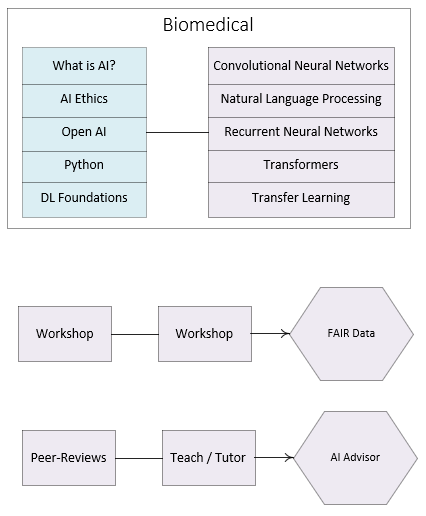 Biomedical
What is AI?
AI Ethics
Open AI
Python
DL Foundations
Convolutional Neural Networks
Natural Language Processing
Recurrent Neural Networks
Transformers
Transfer Learning
Workshop
Workshop
FAIR Data
Peer-Reviews
Teach / Tutor
AI Advisor